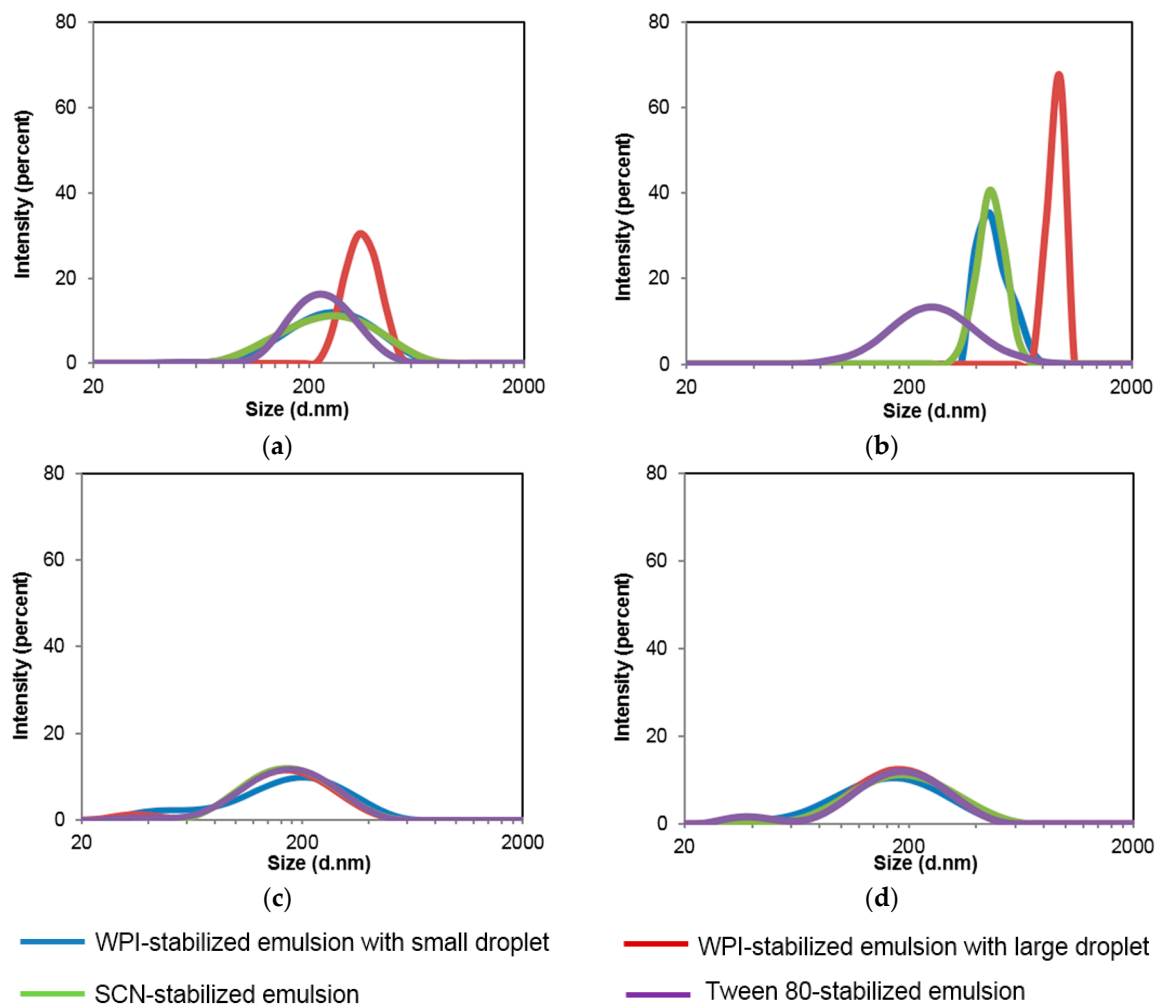 80
60
40
20
0
Intensity (percent)
20
200
2000
Size (d.nm)
(a)
80
60
40
20
0
Intensity (percent)
20
200
2000
Size (d.nm)
(b)
80
60
40
20
0
Intensity (percent)
20
200
2000
Size (d.nm)
(c)
80
60
40
20
0
Intensity (percent)
20
200
2000
Size (d.nm)
(d)
WPI-stabilized emulsion with small droplet
WPI-stabilized emulsion with large droplet
SCN-stabilized emulsion
Tween 80-stabilized emulsion